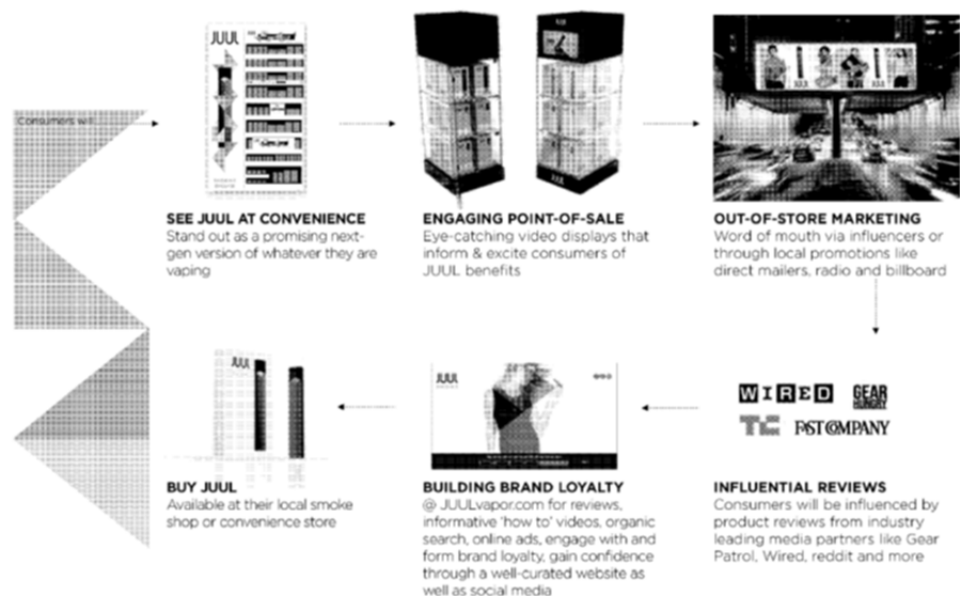 Consumers will
JUUL
JUUL
JUUL
JUUL
SEE JUUL AT CONVENIENCE
Stand out as a promising next-
gen version of whatever they are
vaping
ENGAGING POINT-OF-SALE
Eye-catching video displays that
inform & excite consumers of
JUUL benefits
OUT-OF-STORE MARKETING
Word of mouth via influencers or
through local promotions like
direct mailers, radio and billboard
JUUL
BUY JUUL
Available at their local smoke
shop or convenience store
JUUL
BUILDING BRAND LOYALTY
@ JUULvapor.com for reviews,
informative 'how to' videos, organic
search, online ads, engage with and
form brand loyalty, gain confidence
through a well-curated website as
well as social media
WIRED
GEAR
HUNGRY
TC
FAST COMPANY
INFLUENTIAL REVIEWS
Consumers will be influenced by
product reviews from industry
leading media partners like Gear
Patrol, Wired, reddit and more